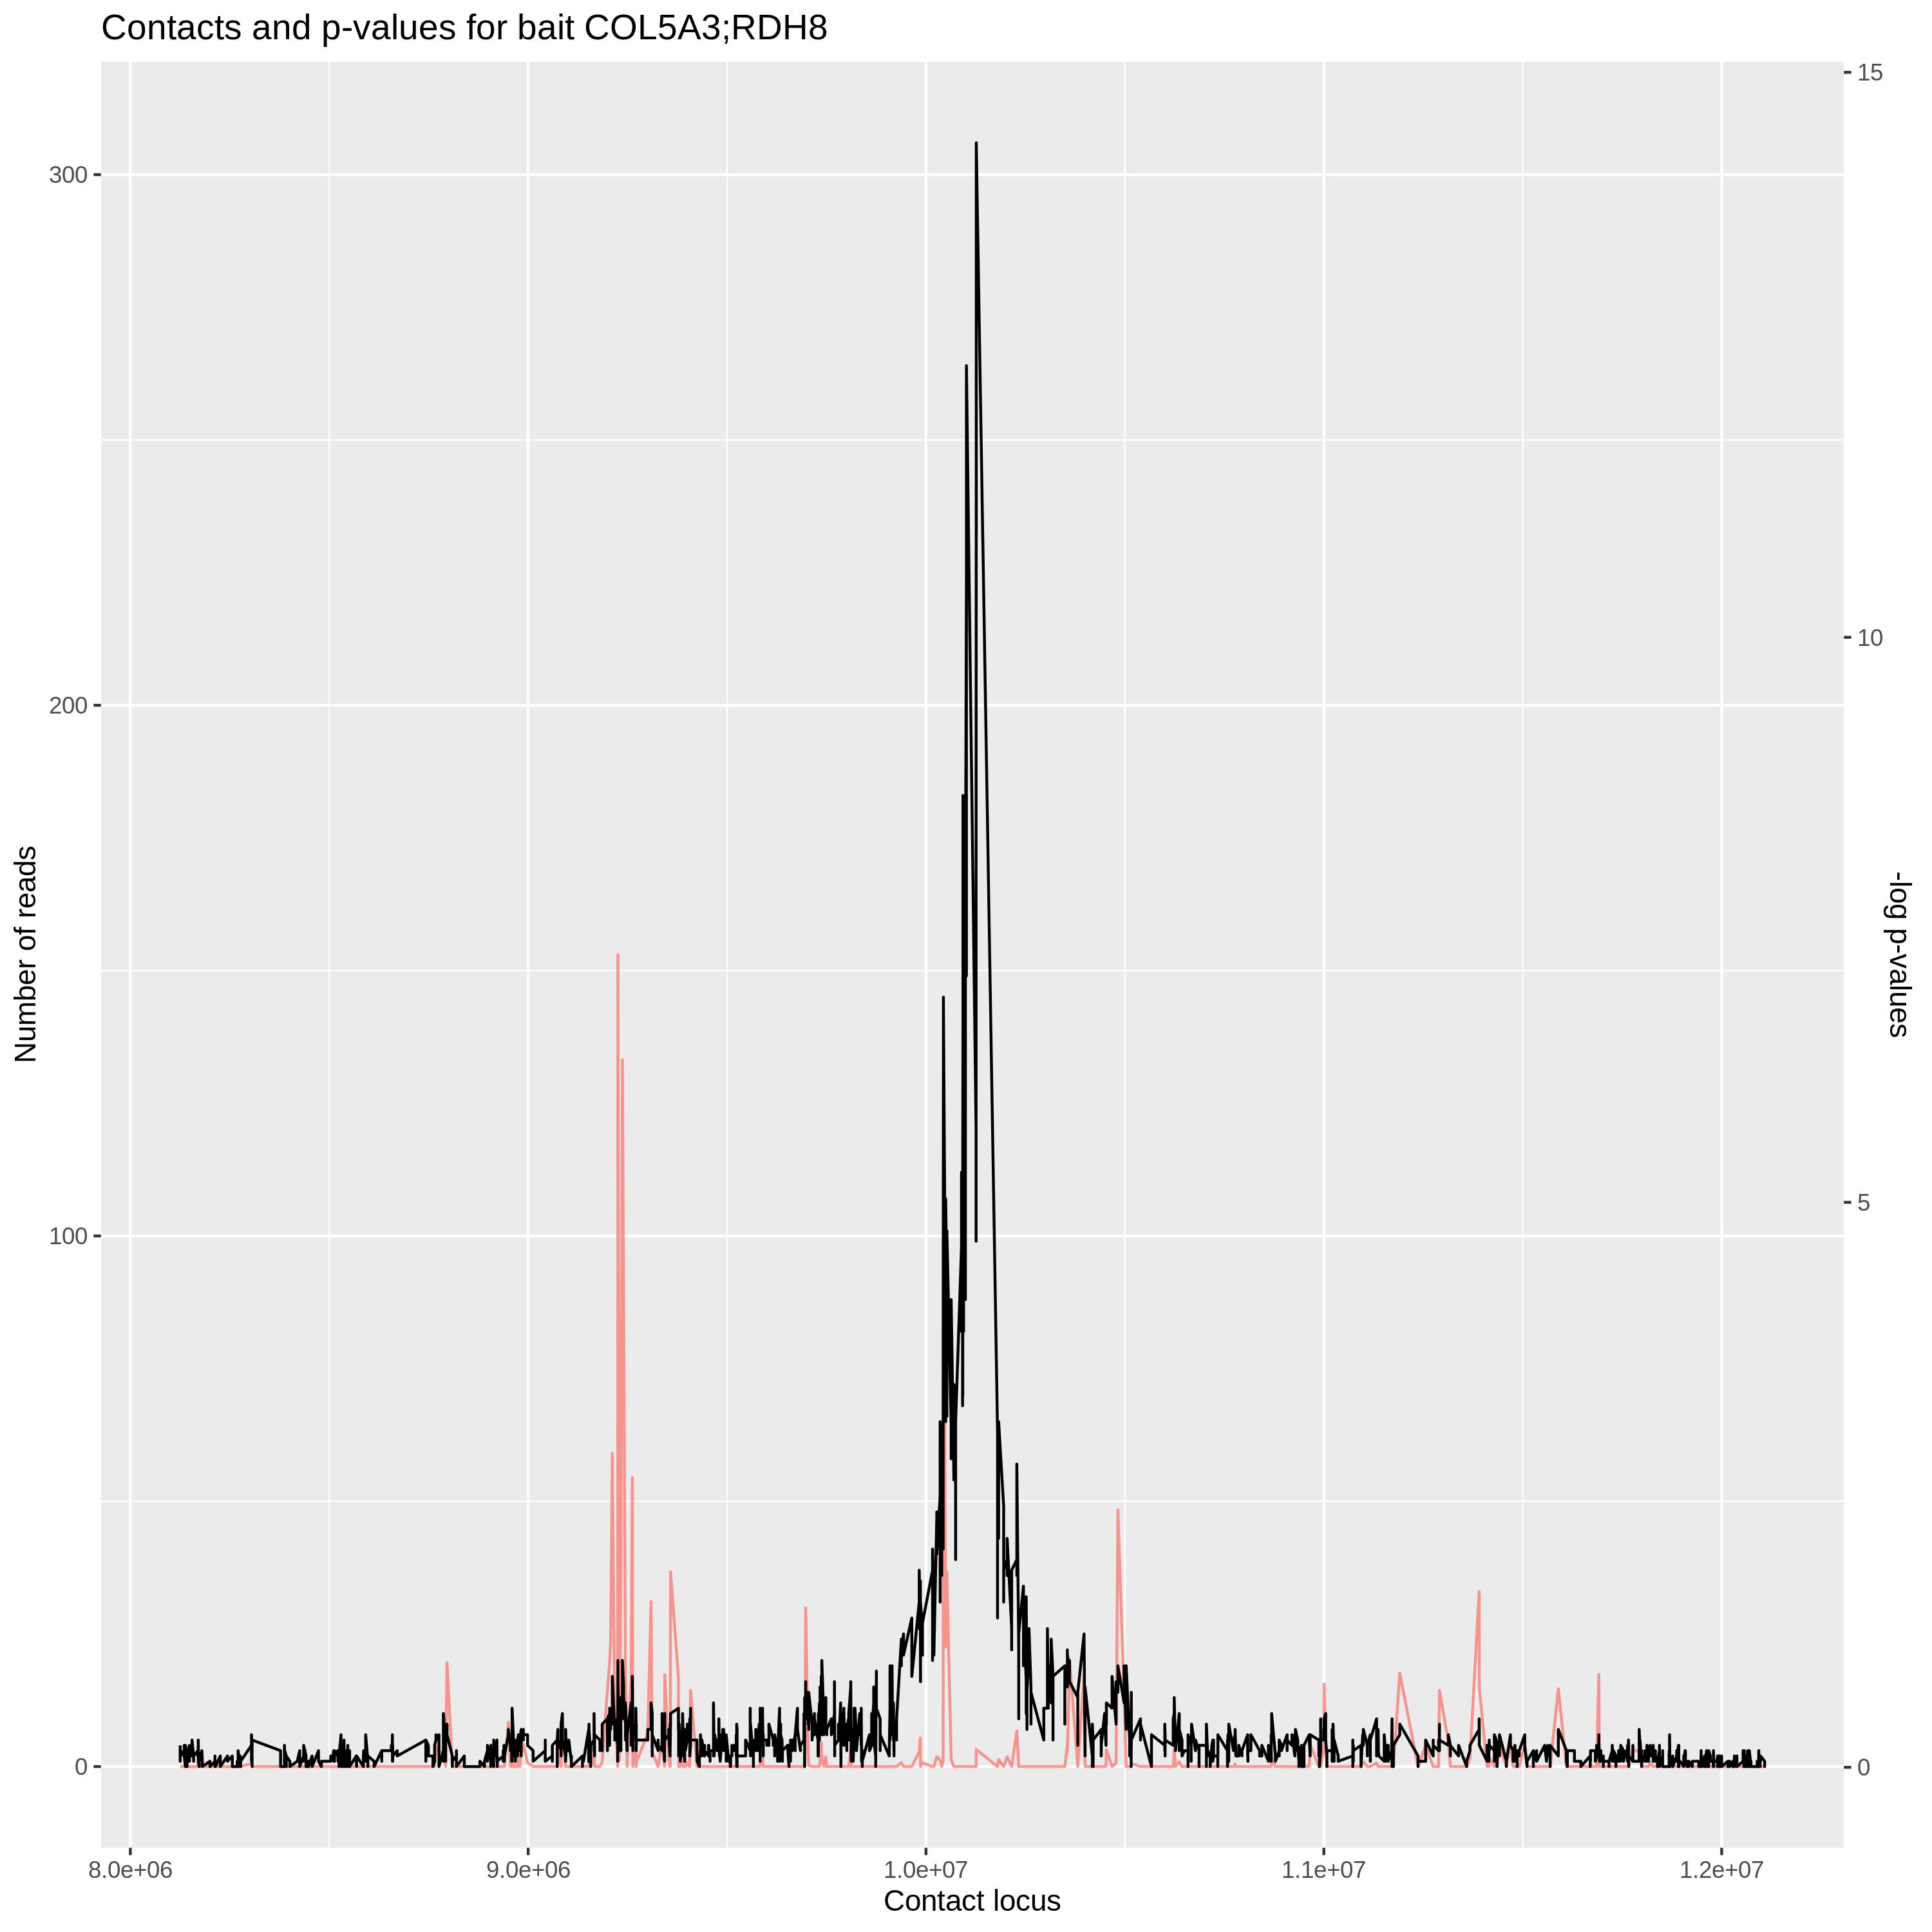 Contacts and p-values for bait COL5A3;RDH8
300
200
100
0
Number of reads
15
10
5
0
-log p-values
8.0e+06
9.0e+06
1.0e+07
1.1e+07
1.2e+07
Contact locus